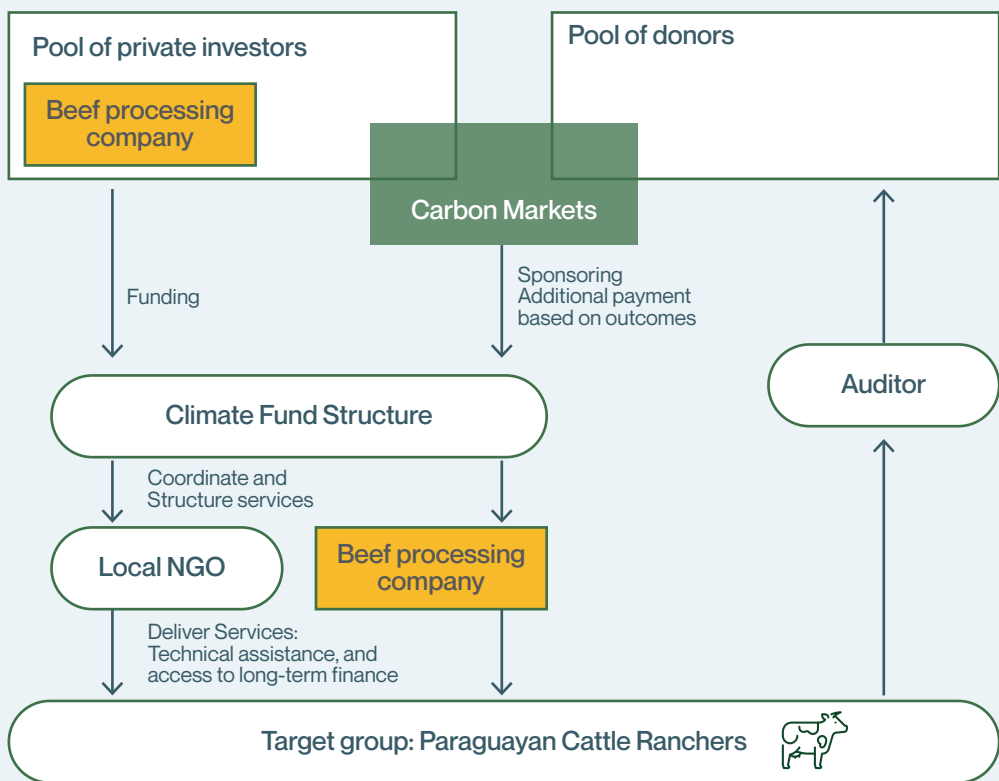 Pool of private investors
Beef processing
company
Pool of donors
Carbon Markets
Funding
Sponsoring
Additional payment
based on outcomes
Climate Fund Structure
Auditor
Coordinate and
Structure services
Local NGO
Beef processing
company
Deliver Services:
Technical assistance, and
access to long-term finance
Target group: Paraguayan Cattle Ranchers